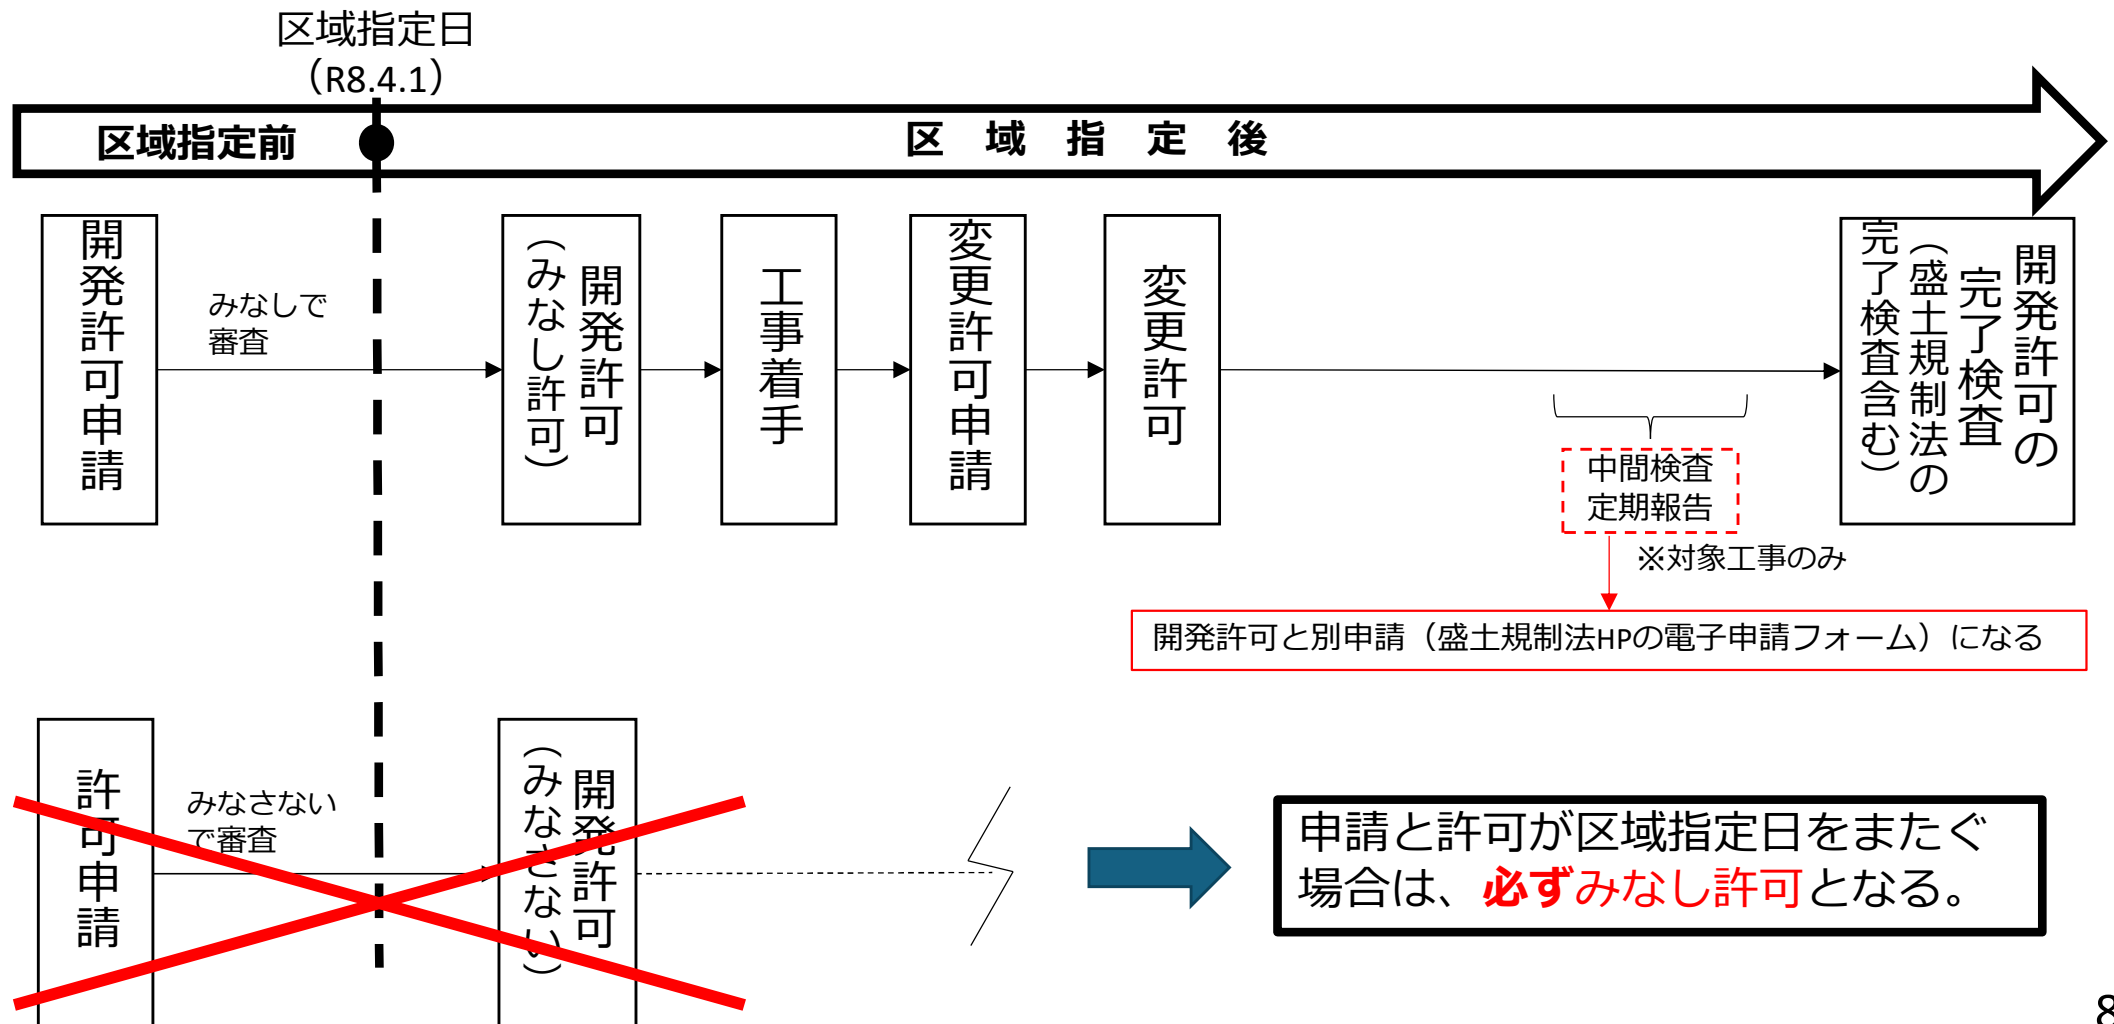 区域指定日
（R8.4.1）
区域指定前
区域指定後
開発許可申請
みなしで
審査
開発許可
（みなし許可）
工事着手
変更許可申請
変更許可
開発許可の
完了検査
（盛土規制法の
完了検査含む）
中間検査
定期報告
※対象工事のみ
開発許可と別申請（盛土規制法HPの電子申請フォーム）になる
許可申請
みなさない
で審査
開発許可
（みなさない）
申請と許可が区域指定日をまたぐ
場合は、必ずみなし許可となる。
8